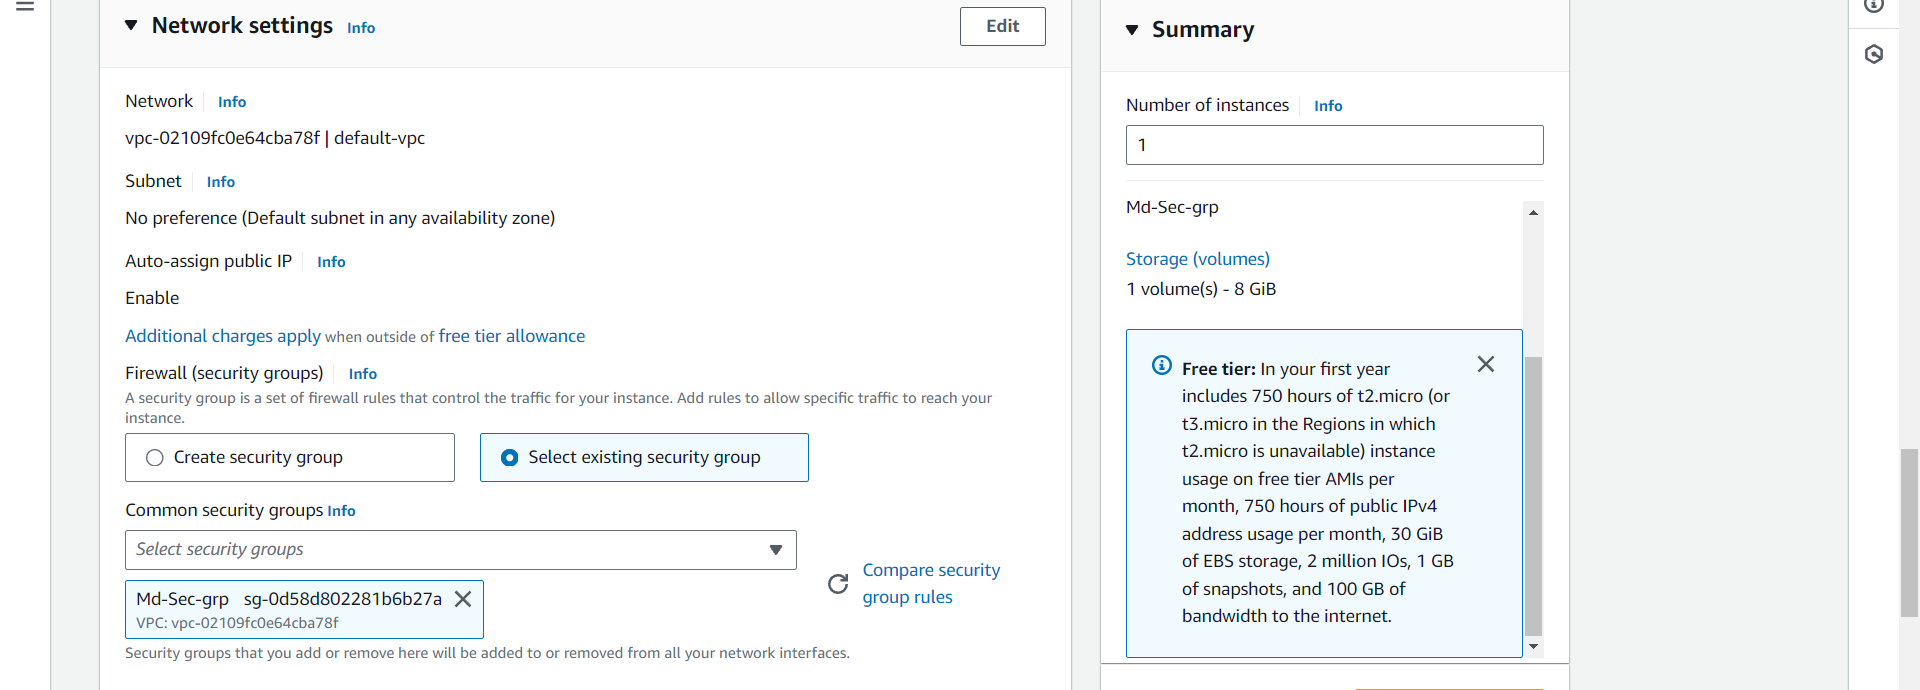 Network settings Info
Edit
Network Info
vpc-02109fc0e64cba78f | default-vpc
Subnet Info
No preference (Default subnet in any availability zone)
Auto-assign public IP Info
Enable
Additional charges apply when outside of free tier allowance
Firewall (security groups) Info
A security group is a set of firewall rules that control the traffic for your instance. Add rules to allow specific traffic to reach your
instance.
Create security group
Select existing security group
Common security groups Info
Select security groups
Md-Sec-grp sg-0d58d802281b6b27a
VPC: vpc-02109fc0e64cba78f
Compare security
group rules
Security groups that you add or remove here will be added to or removed from all your network interfaces.
Summary
Number of instances Info
1
Md-Sec-grp
Storage (volumes)
1 volume(s) - 8 GiB
Free tier: In your first year
includes 750 hours of t2.micro (or
t3.micro in the Regions in which
t2.micro is unavailable) instance
usage on free tier AMIs per
month, 750 hours of public IPv4
address usage per month, 30 GiB
of EBS storage, 2 million IOs, 1 GB
of snapshots, and 100 GB of
bandwidth to the internet.